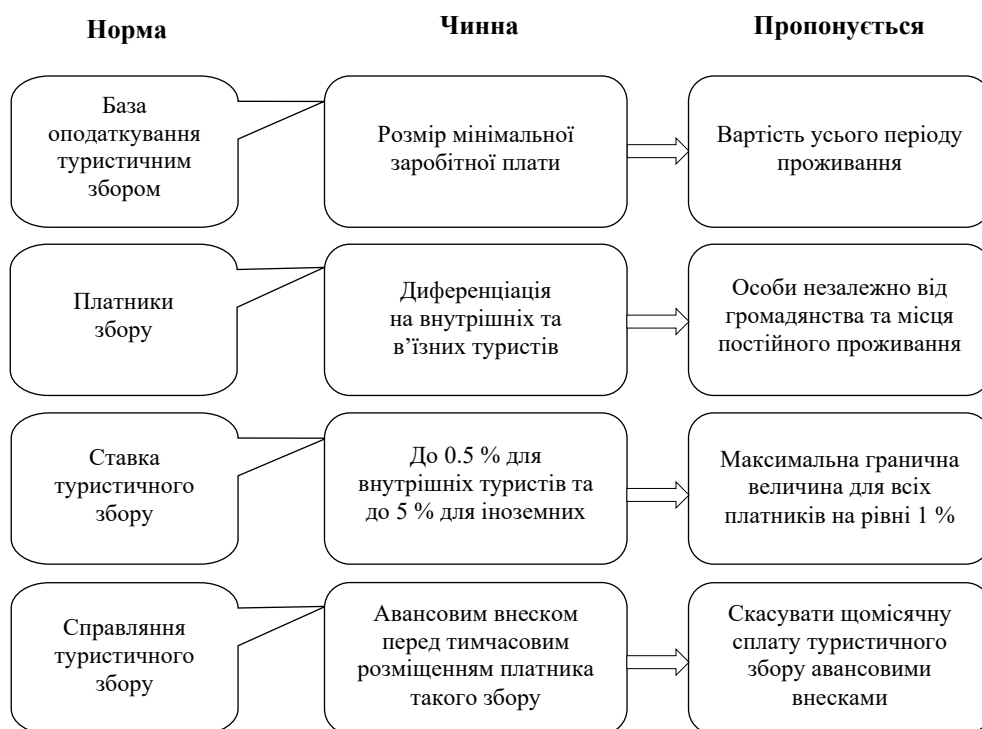 Норма
Чинна
Пропонується
База
оподаткування
туристичним
збором
Розмір мінімальної
заробітної плати
Вартість усього періоду
проживання
Платники
збору
Диференціація
на внутрішніх та
в’їзних туристів
Особи незалежно від
громадянства та місця
постійного проживання
Ставка
туристичного
збору
До 0.5 % для
внутрішніх туристів та
до 5 % для іноземних
Максимальна гранична
величина для всіх
платників на рівні 1 %
Справляння
туристичного
збору
Авансовим внеском
перед тимчасовим
розміщенням платника
такого збору
Скасувати щомісячну
сплату туристичного
збору авансовими
внесками